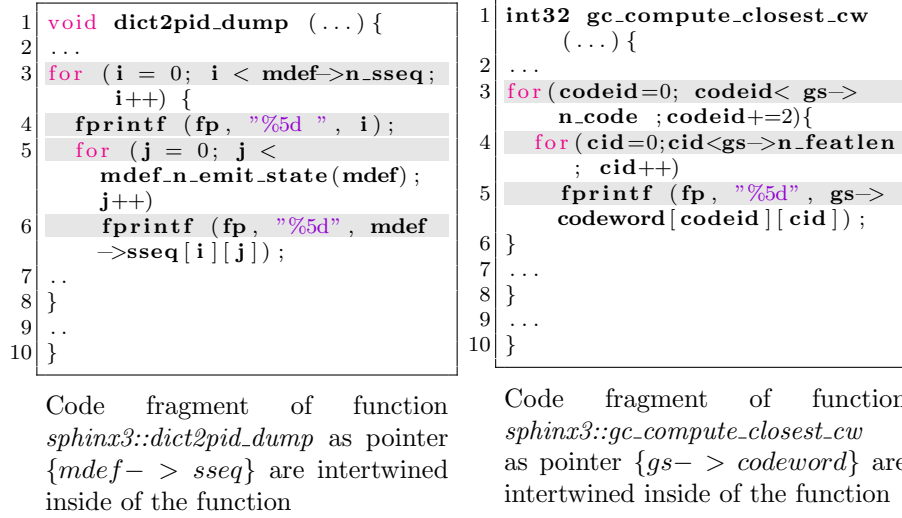 1 void dict2pid_dump (...){
2 ...
3 for (i = 0; i < mdef->n_sseq;
i++) {
4 fprintf (fp, "%5d ", i);
5 for (j = 0; j <
mdef_n_emit_state(mdef);
j++)
6 fprintf (fp, "%5d", mdef
->sseq[i][j]);
7 ..
8 }
9 ..
10 }
Code fragment of function
sphinx3::dict2pid_dump as pointer
{mdef- > sseq} are intertwined
inside of the function
1 int32 gc_compute_closest_cw
(...){
2 ...
3 for(codeid=0; codeid< gs->
n_code ;codeid+=2){
4 for(cid=0;cid<gs->n_featlen
; cid++)
5 fprintf (fp, "%5d", gs->
codeword[codeid][cid]);
6 }
7 ...
8 }
9 ...
10 }
Code fragment of function
sphinx3::gc_compute_closest_cw
as pointer {gs- > codeword} are
intertwined inside of the function